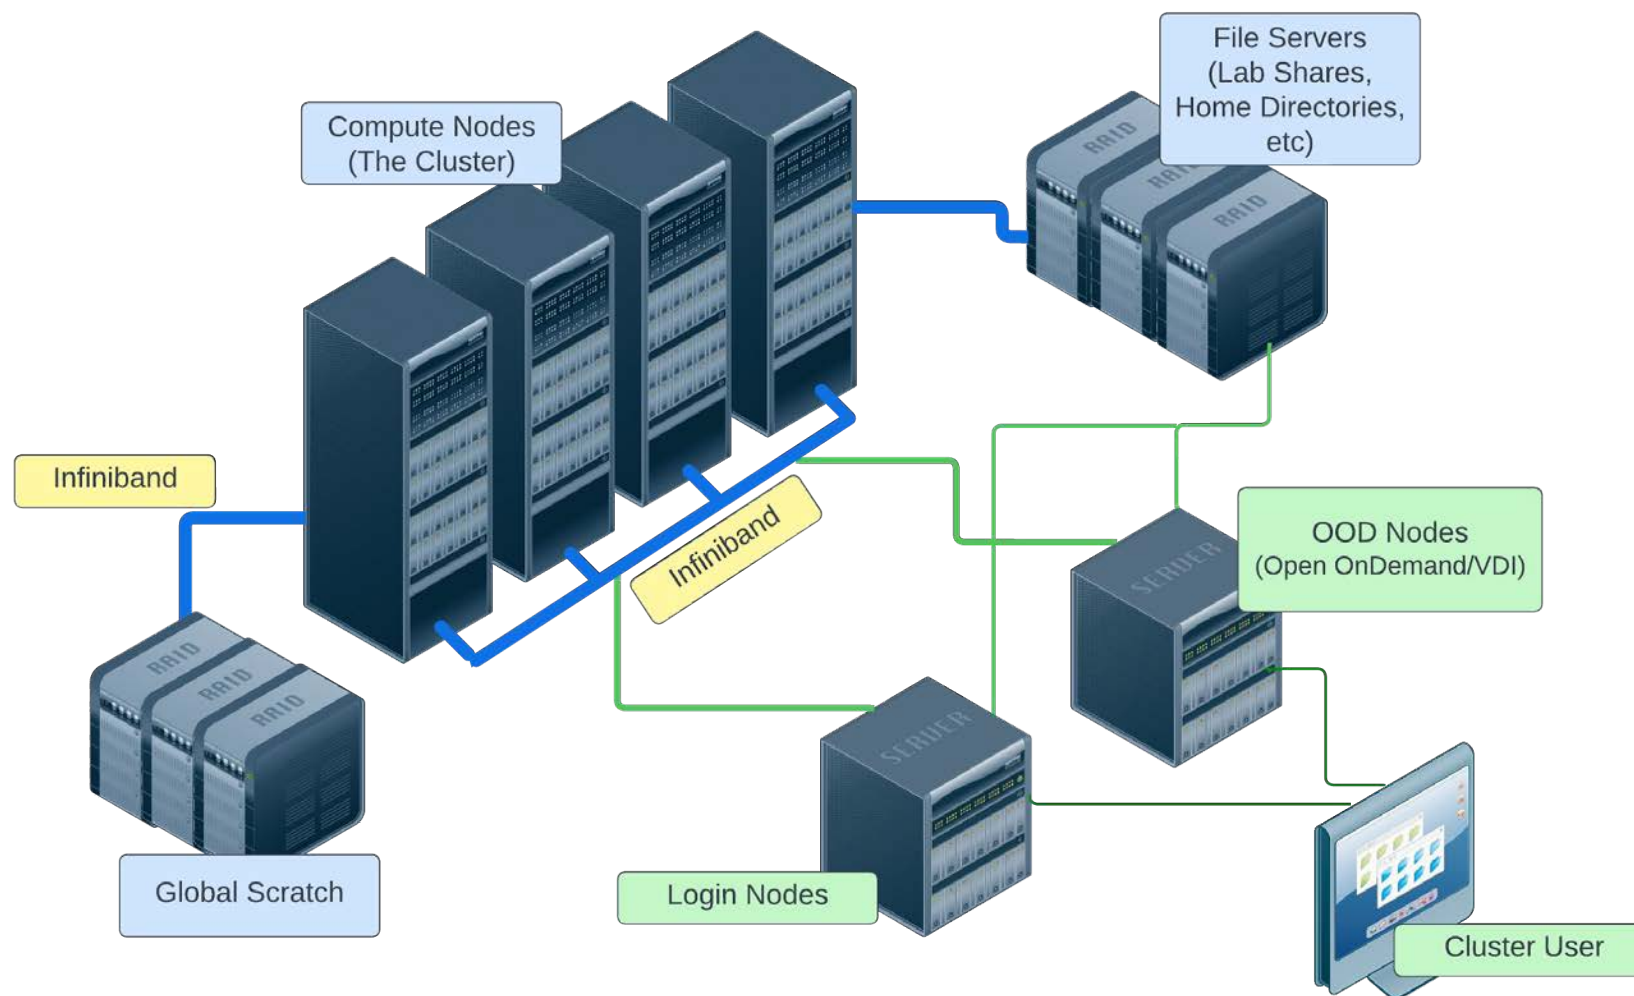 File Servers
(Lab Shares,
Home Directories,
etc)
Compute Nodes
(The Cluster)
RAID
RAID
RAID
Infiniband
Infiniband
OOD Nodes
(Open OnDemand/VDI)
SERVER
RAID
RAID
RAID
SERVER
Global Scratch
Login Nodes
Cluster User